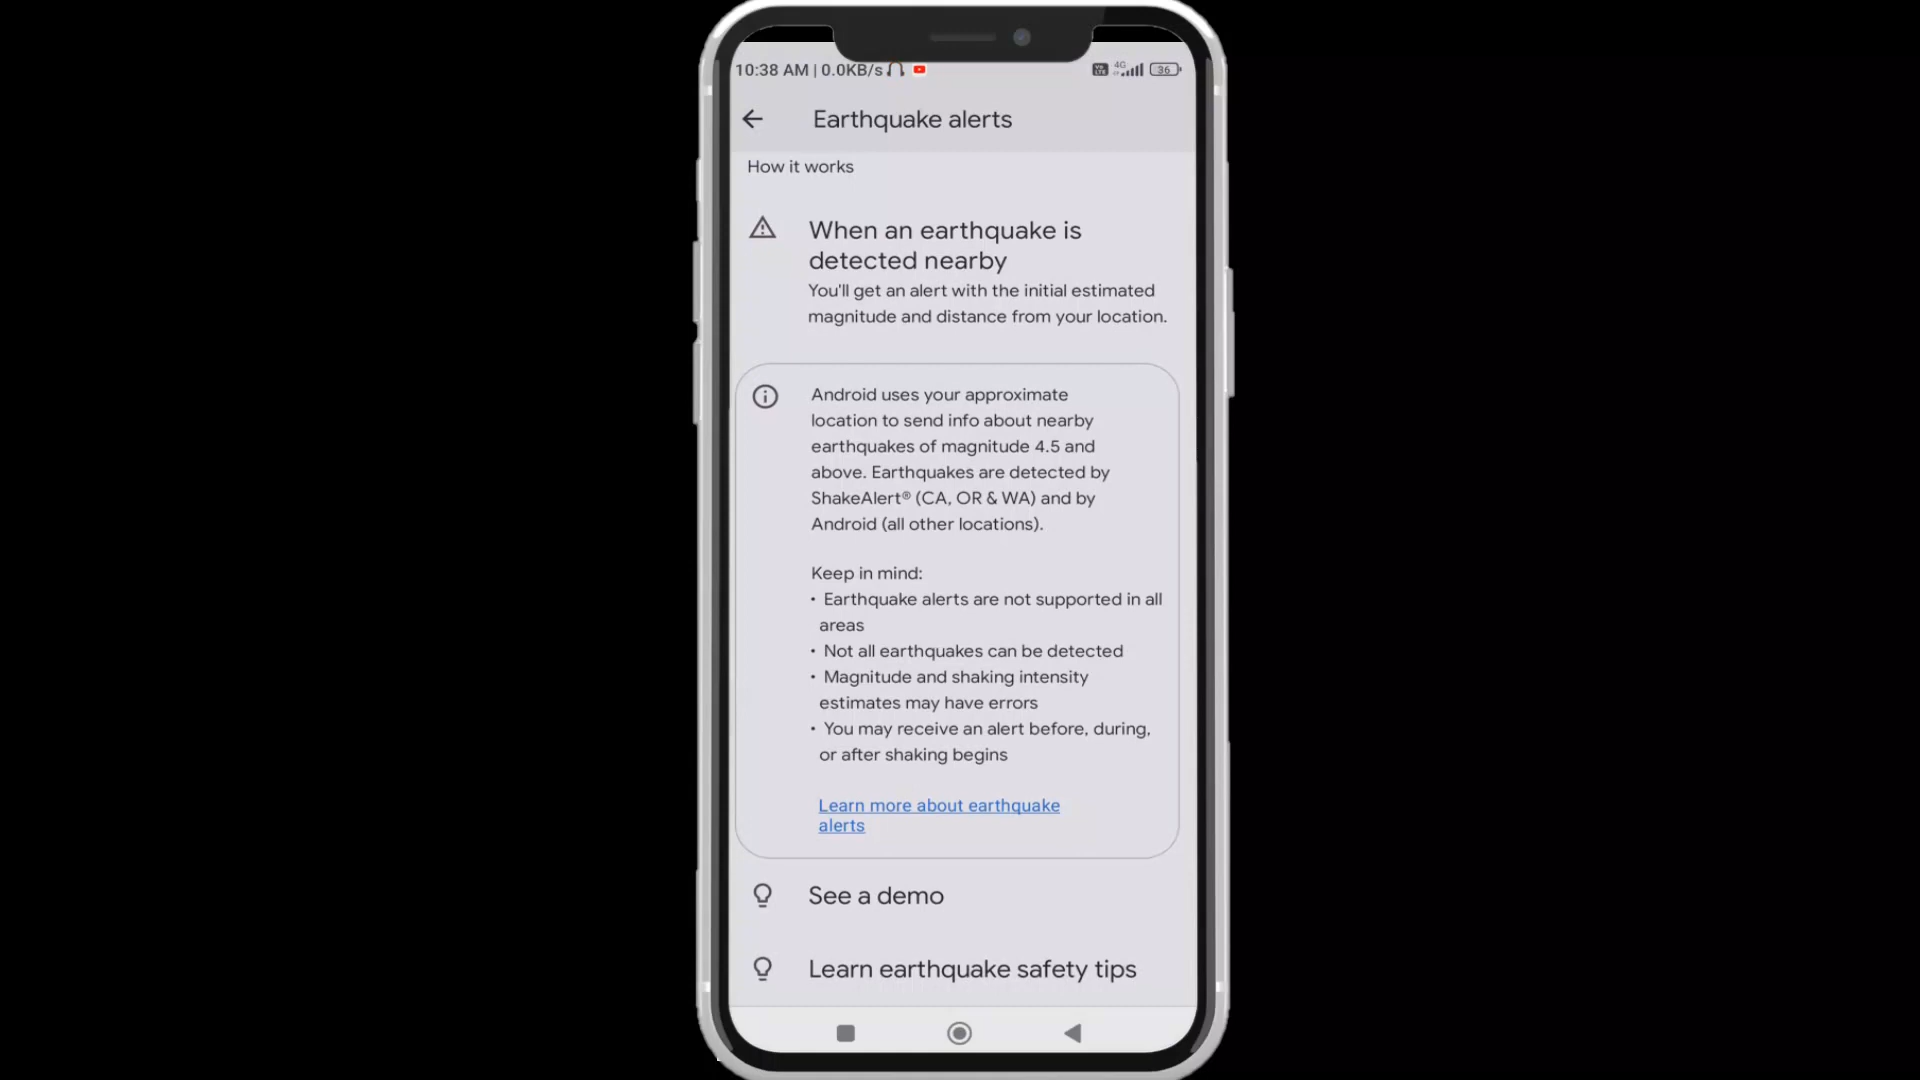 10:38 AM | 0.0KB/s
4G
36
Earthquake alerts
How it works
When an earthquake is
detected nearby
You'll get an alert with the initial estimated
magnitude and distance from your location.
Android uses your approximate
location to send info about nearby
earthquakes of magnitude 4.5 and
above. Earthquakes are detected by
ShakeAlert® (CA, OR & WA) and by
Android (all other locations).
Keep in mind:
• Earthquake alerts are not supported in all
areas
• Not all earthquakes can be detected
• Magnitude and shaking intensity
estimates may have errors
• You may receive an alert before, during,
or after shaking begins
Learn more about earthquake
alerts
See a demo
Learn earthquake safety tips